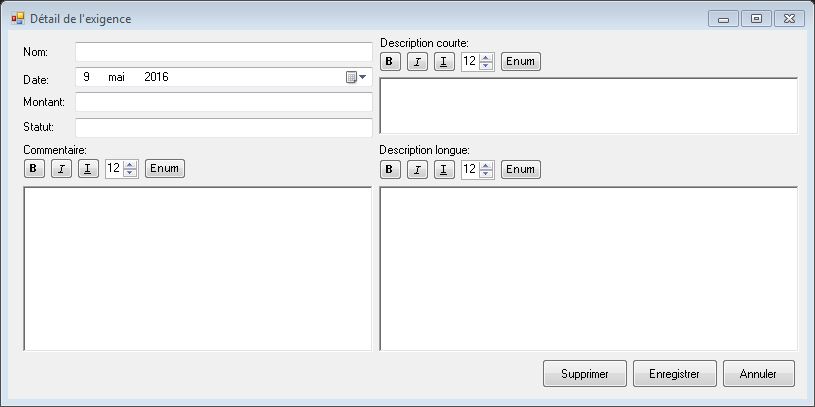 Détail de l'exigence
Nom:
Date: 9 mai 2016
Montant:
Statut:
Commentaire:
B I I 12 Enum
Description courte:
B I I 12 Enum
Description longue:
B I I 12 Enum
Supprimer Enregistrer Annuler